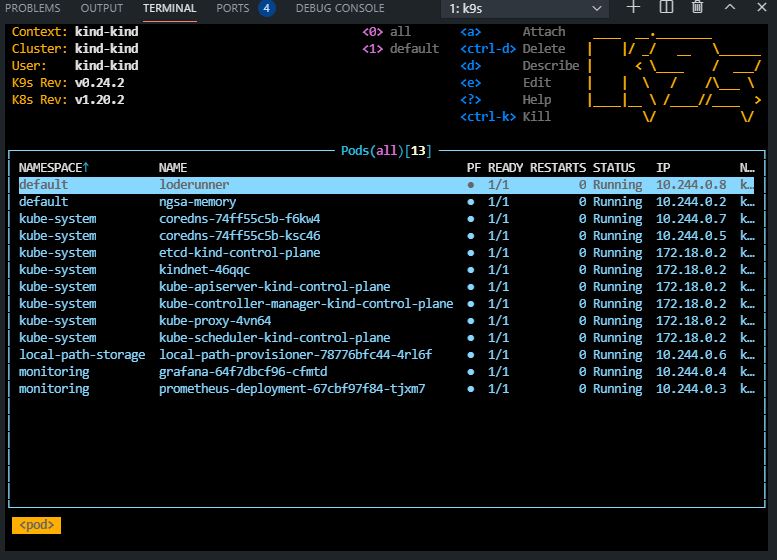 PROBLEMS OUTPUT TERMINAL PORTS 4 DEBUG CONSOLE 1: k9s
Context: kind-kind <0> all <a> Attach
Cluster: kind-kind <1> default <ctrl-d> Delete
User: kind-kind <d> Describe
K9s Rev: v0.24.2 <e> Edit
K8s Rev: v1.20.2 <?> Help
<ctrl-k> Kill
Pods(all)[13]
NAMESPACE↑ NAME PF READY RESTARTS STATUS IP N…
default loderunner ● 1/1 0 Running 10.244.0.8 k…
default ngsa-memory ● 1/1 0 Running 10.244.0.2 k…
kube-system coredns-74ff55c5b-f6kw4 ● 1/1 0 Running 10.244.0.7 k…
kube-system coredns-74ff55c5b-ksc46 ● 1/1 0 Running 10.244.0.5 k…
kube-system etcd-kind-control-plane ● 1/1 0 Running 172.18.0.2 k…
kube-system kindnet-46qqc ● 1/1 0 Running 172.18.0.2 k…
kube-system kube-apiserver-kind-control-plane ● 1/1 0 Running 172.18.0.2 k…
kube-system kube-controller-manager-kind-control-plane ● 1/1 0 Running 172.18.0.2 k…
kube-system kube-proxy-4vn64 ● 1/1 0 Running 172.18.0.2 k…
kube-system kube-scheduler-kind-control-plane ● 1/1 0 Running 172.18.0.2 k…
local-path-storage local-path-provisioner-78776bfc44-4rl6f ● 1/1 0 Running 10.244.0.6 k…
monitoring grafana-64f7dbcf96-cfmtd ● 1/1 0 Running 10.244.0.4 k…
monitoring prometheus-deployment-67cbf97f84-tjxm7 ● 1/1 0 Running 10.244.0.3 k…
<pod>